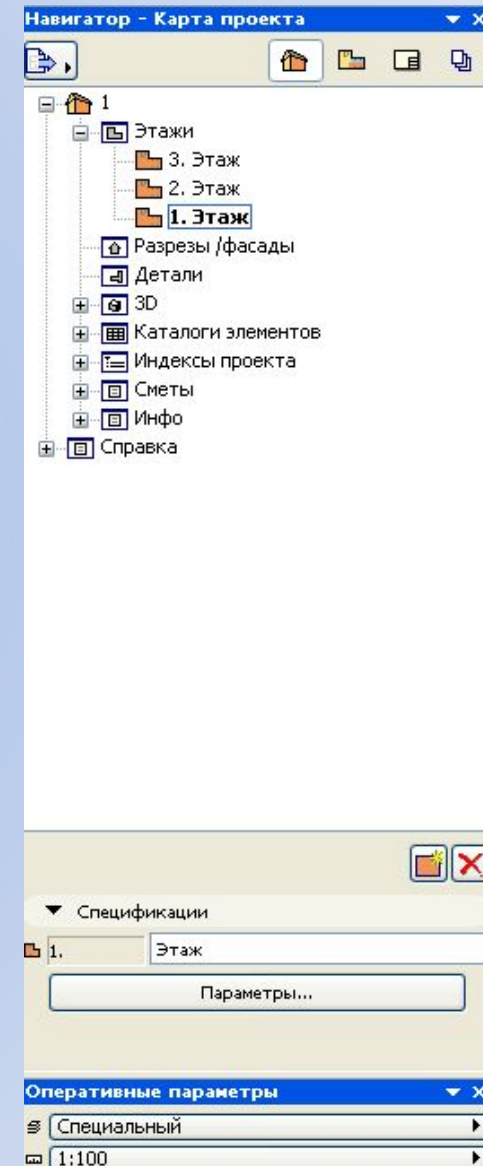 Навигатор - Карта проекта
1
Этажи
3. Этаж
2. Этаж
1. Этаж
Разрезы /фасады
Детали
3D
Каталоги элементов
Индексы проекта
Сметы
Инфо
Справка
Спецификации
1. Этаж
Параметры...
Оперативные параметры
Специальный
1:100